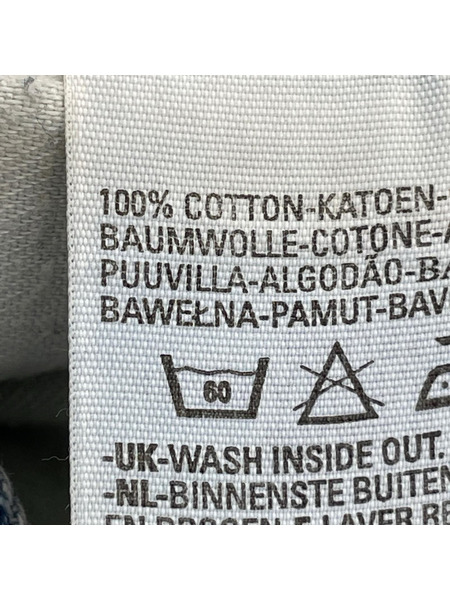 100% COTTON-KATOEN-
BAUMWOLLE-COTONE-A
PUUVILLA-ALGODÃO-BA
BAWEŁNA-PAMUT-BAV
60
-UK-WASH INSIDE OUT.
-NL-BINNENSTE BUITEN